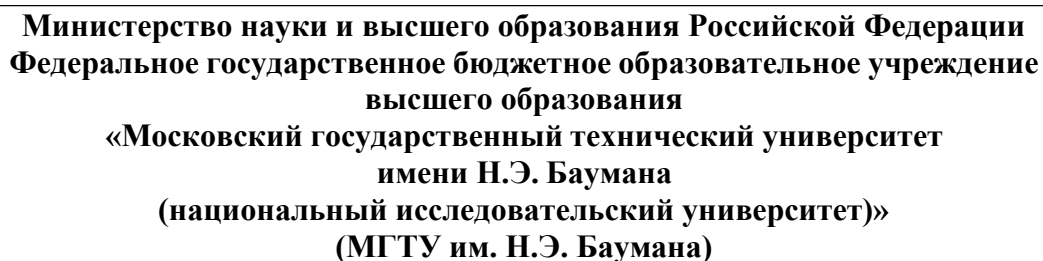 Министерство науки и высшего образования Российской Федерации
Федеральное государственное бюджетное образовательное учреждение
высшего образования
«Московский государственный технический университет
имени Н.Э. Баумана
(национальный исследовательский университет)»
(МГТУ им. Н.Э. Баумана)